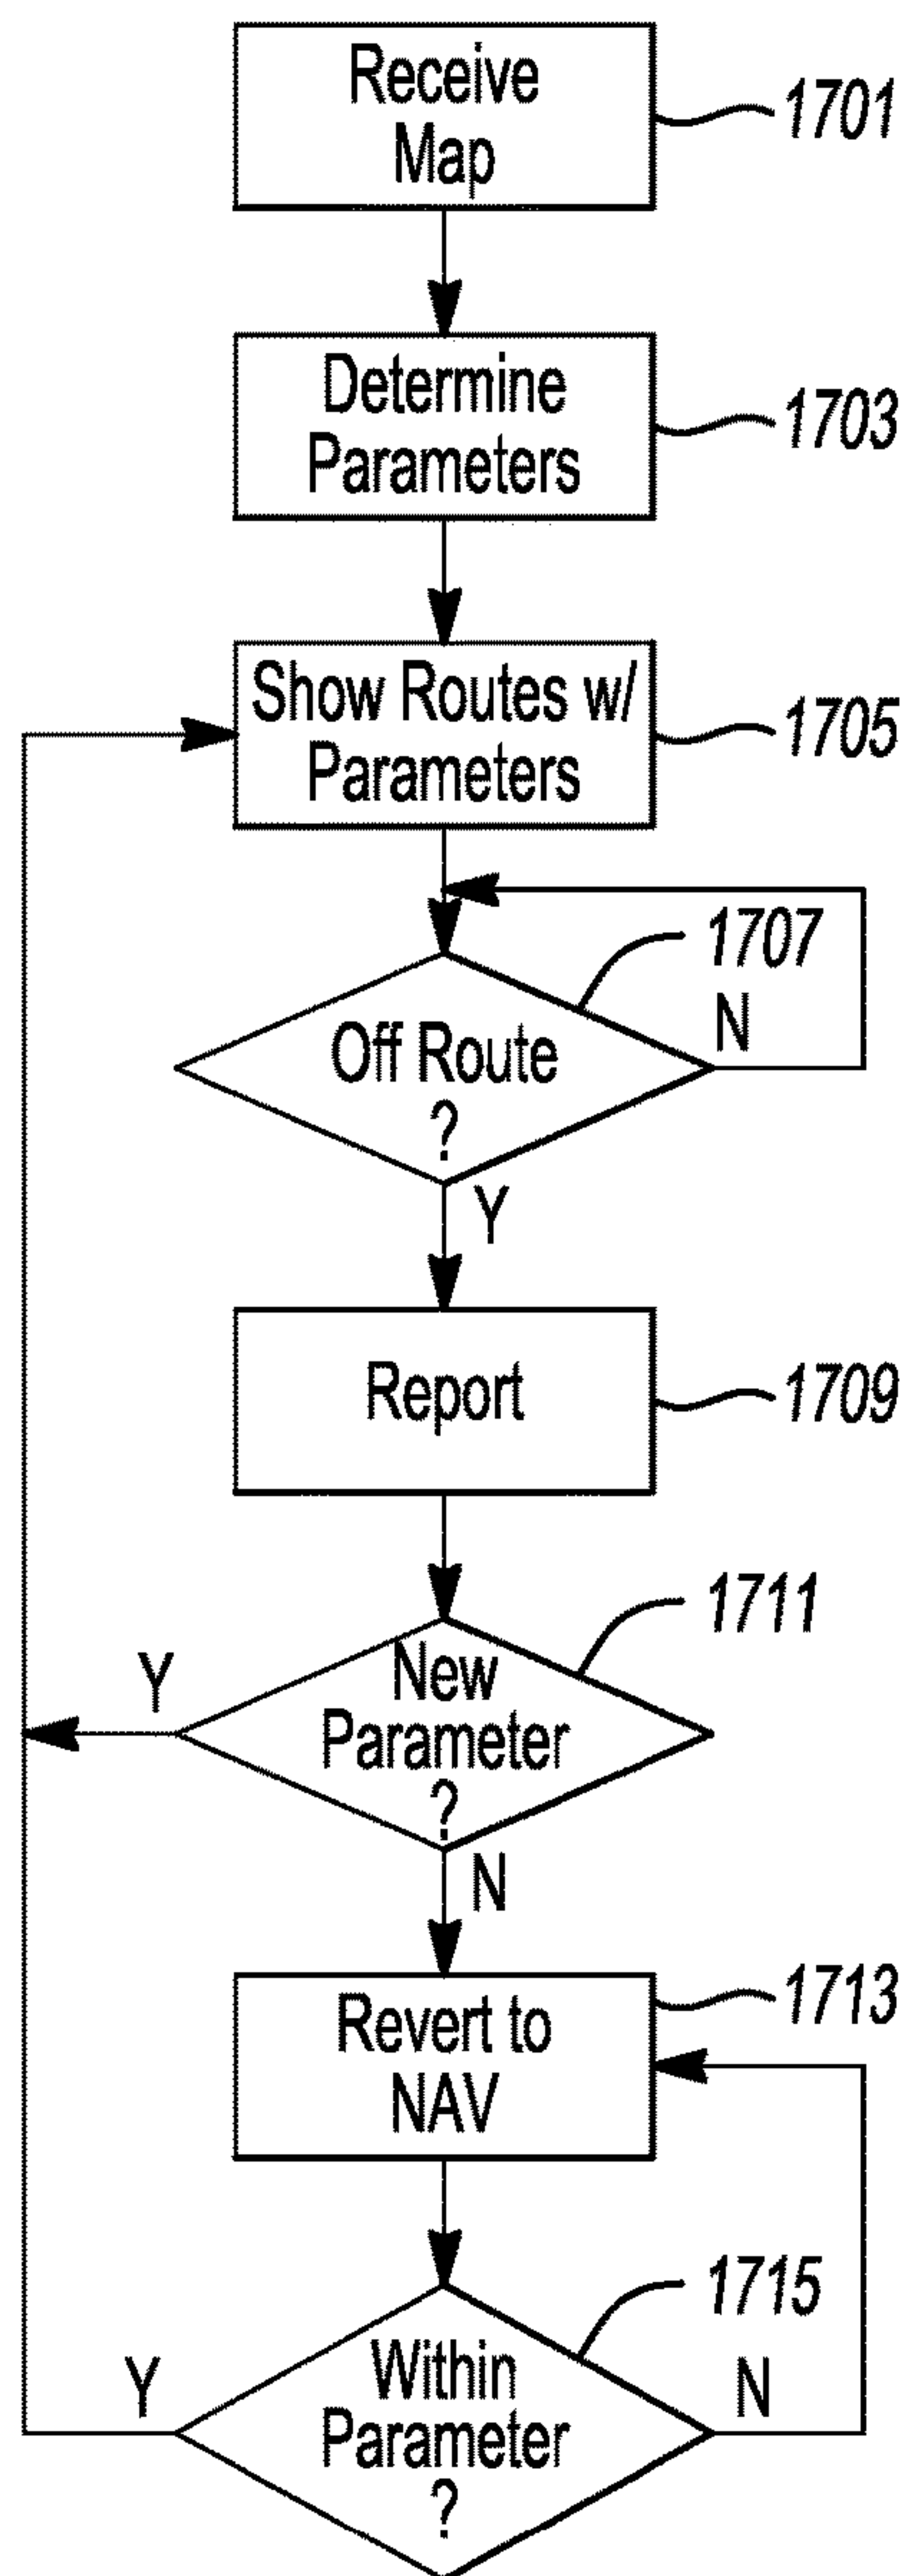 Receive
Map
1701
Determine
Parameters
1703
Show Routes w/
Parameters
1705
1707
N
Off Route
?
Y
Report
1709
1711
Y
New
Parameter
?
N
Revert to
NAV
1713
1715
Y
Within
Parameter
?
N